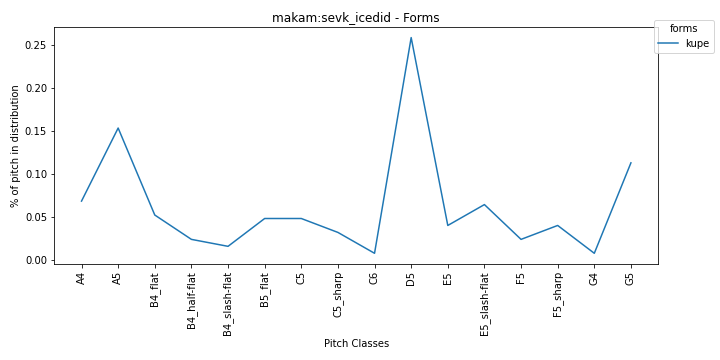 makam:sevk_icedid - Forms
forms
kupe
% of pitch in distribution
0.25
0.20
0.15
0.10
0.05
0.00
A4
A5
B4_flat
B4_half-flat
B4_slash-flat
B5_flat
C5
C5_sharp
C6
D5
E5
E5_slash-flat
F5
F5_sharp
G4
G5
Pitch Classes